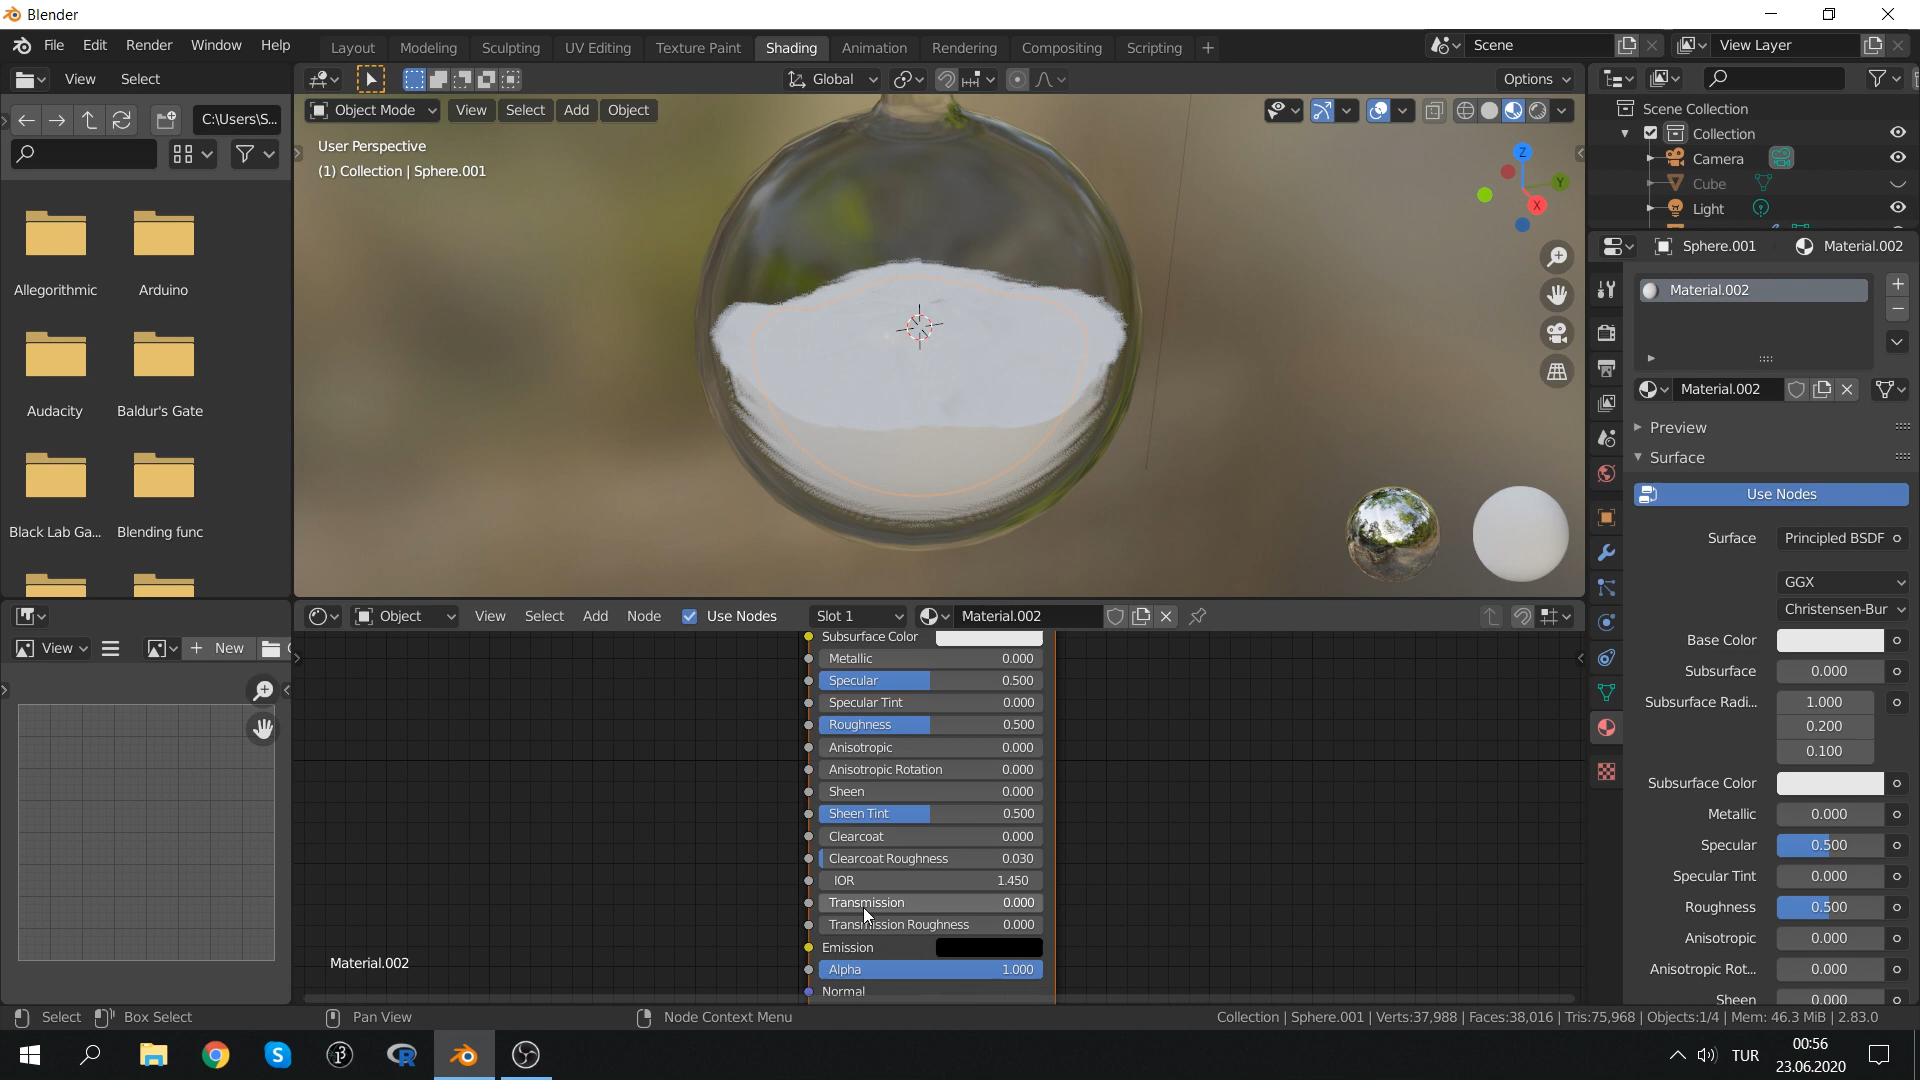 Blender
File Edit Render Window Help
Layout Modeling Sculpting UV Editing Texture Paint Shading Animation Rendering Compositing Scripting +
Scene
View Layer
View Select
Global
Options
C:\Users\S...
Object Mode View Select Add Object
User Perspective
(1) Collection | Sphere.001
Z
Y
X
Scene Collection
Collection
Camera
Cube
Light
Sphere.001 Material.002
Material.002
Material.002
Preview
Surface
Use Nodes
Surface Principled BSDF
GGX
Christensen-Bur
Base Color
Subsurface 0.000
Subsurface Radi... 1.000
0.200
0.100
Subsurface Color
Metallic 0.000
Specular 0.500
Specular Tint 0.000
Roughness 0.500
Anisotropic 0.000
Anisotropic Rot... 0.000
Sheen 0.000
Allegorithmic Arduino
Audacity Baldur's Gate
Black Lab Ga... Blending func
View + New
Object View Select Add Node Use Nodes Slot 1 Material.002
Subsurface Color
Metallic 0.000
Specular 0.500
Specular Tint 0.000
Roughness 0.500
Anisotropic 0.000
Anisotropic Rotation 0.000
Sheen 0.000
Sheen Tint 0.500
Clearcoat 0.000
Clearcoat Roughness 0.030
IOR 1.450
Transmission 0.000
Transmission Roughness 0.000
Emission
Alpha 1.000
Normal
Material.002
Select Box Select Pan View Node Context Menu
Collection | Sphere.001 | Verts:37,988 | Faces:38,016 | Tris:75,968 | Objects:1/4 | Mem: 46.3 MiB | 2.83.0
TUR
00:56
23.06.2020